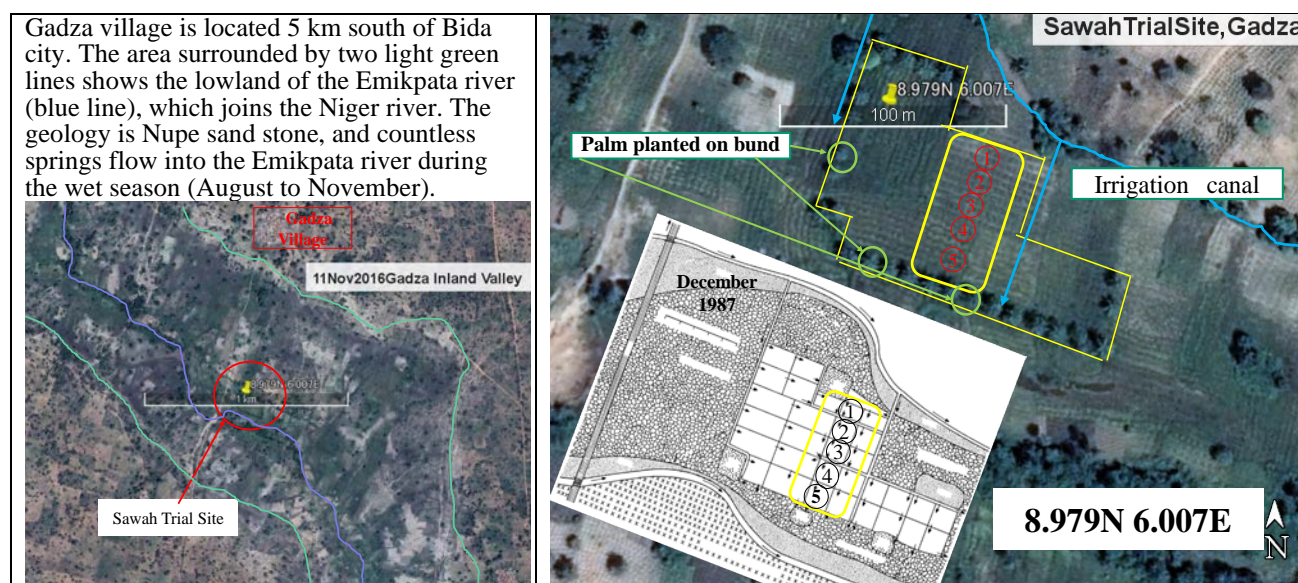 Gadza village is located 5 km south of Bida
city. The area surrounded by two light green
lines shows the lowland of the Emikpata river
(blue line), which joins the Niger river. The
geology is Nupe sand stone, and countless
springs flow into the Emikpata river during
the wet season (August to November).
Gadza
Village
11Nov2016Gadza Inland Valley
8.979N 6.007E
1 km
Sawah Trial Site
SawahTrialSite,Gadza
8.979N 6.007E
100 m
Palm planted on bund
Irrigation canal
①
②
③
④
⑤
December
1987
①
②
③
④
⑤
8.979N 6.007E
N